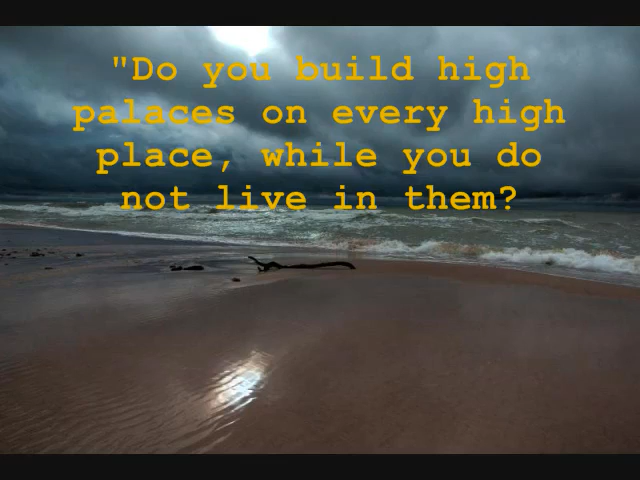 "Do you build high
palaces on every high
place, while you do
not live in them?